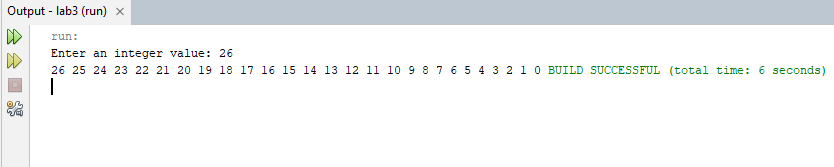 Output - lab3 (run) ×
run:
Enter an integer value: 26
26 25 24 23 22 21 20 19 18 17 16 15 14 13 12 11 10 9 8 7 6 5 4 3 2 1 0 BUILD SUCCESSFUL (total time: 6 seconds)